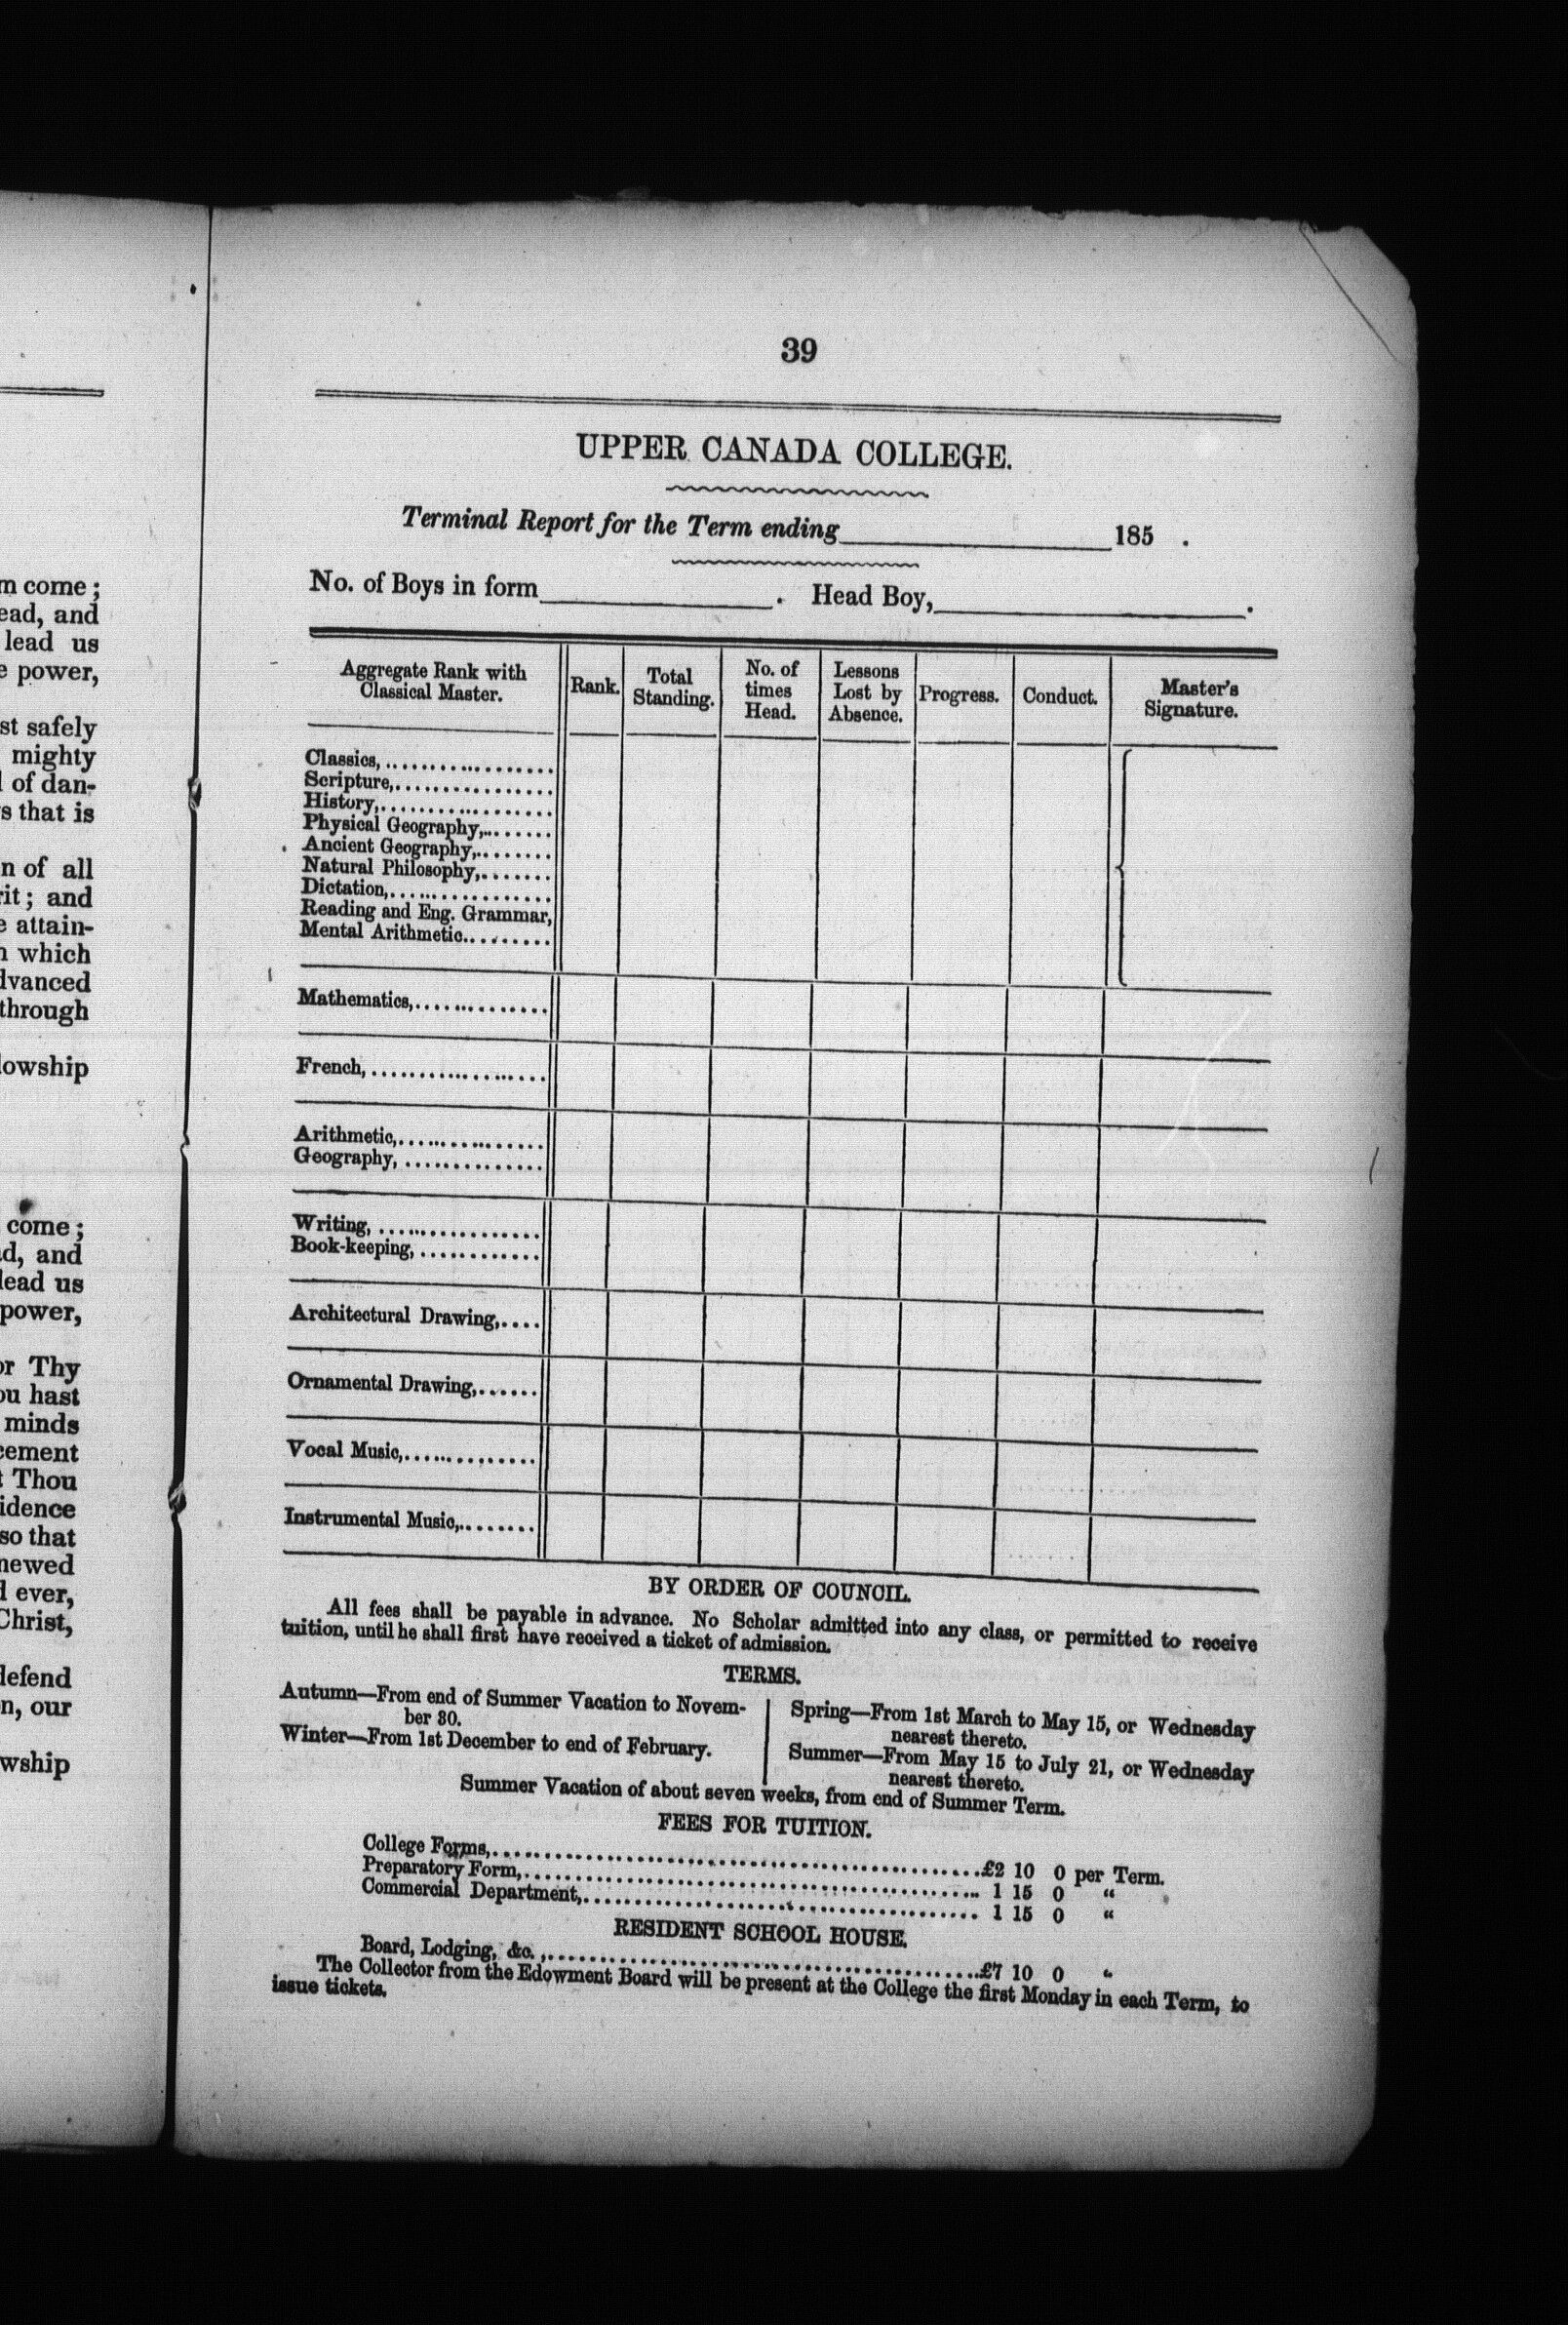 m come;
ead, and
lead us
e power,
st safely
mighty
l of dan-
s that is
n of all
rit; and
e attain-
n which
dvanced
through
lowship
come;
ad, and
lead us
power,
or Thy
ou hast
minds
cement
t Thou
idence
so that
newed
d ever,
Christ,
defend
n, our
wship
39
UPPER CANADA COLLEGE.
Terminal Report for the Term ending____________185 .
No. of Boys in form____________. Head Boy,____________.
Aggregate Rank with Classical Master. Rank. Total Standing. No. of times Head. Lessons Lost by Absence. Progress. Conduct. Master's Signature.
Classics,....................
Scripture,...................
History,.....................
Physical Geography,.......
Ancient Geography,........
Natural Philosophy,.......
Dictation,...................
Reading and Eng. Grammar,
Mental Arithmetic.........
Mathematics,................
French,......................
Arithmetic,..................
Geography, ................
Writing, ....................
Book-keeping, .............
Architectural Drawing,....
Ornamental Drawing,......
Vocal Music,................
Instrumental Music,........
BY ORDER OF COUNCIL.
All fees shall be payable in advance. No Scholar admitted into any class, or permitted to receive
tuition, until he shall first have received a ticket of admission.
TERMS.
Autumn—From end of Summer Vacation to Novem-
ber 30.
Winter—From 1st December to end of February.
Spring—From 1st March to May 15, or Wednesday
nearest thereto.
Summer—From May 15 to July 21, or Wednesday
nearest thereto.
Summer Vacation of about seven weeks, from end of Summer Term.
FEES FOR TUITION.
College Forms,....................£2 10 0 per Term.
Preparatory Form,.................... 1 15 0 "
Commercial Department,.................... 1 15 0 "
RESIDENT SCHOOL HOUSE.
Board, Lodging, &c.,....................£7 10 0 "
The Collector from the Edowment Board will be present at the College the first Monday in each Term, to
issue tickets.